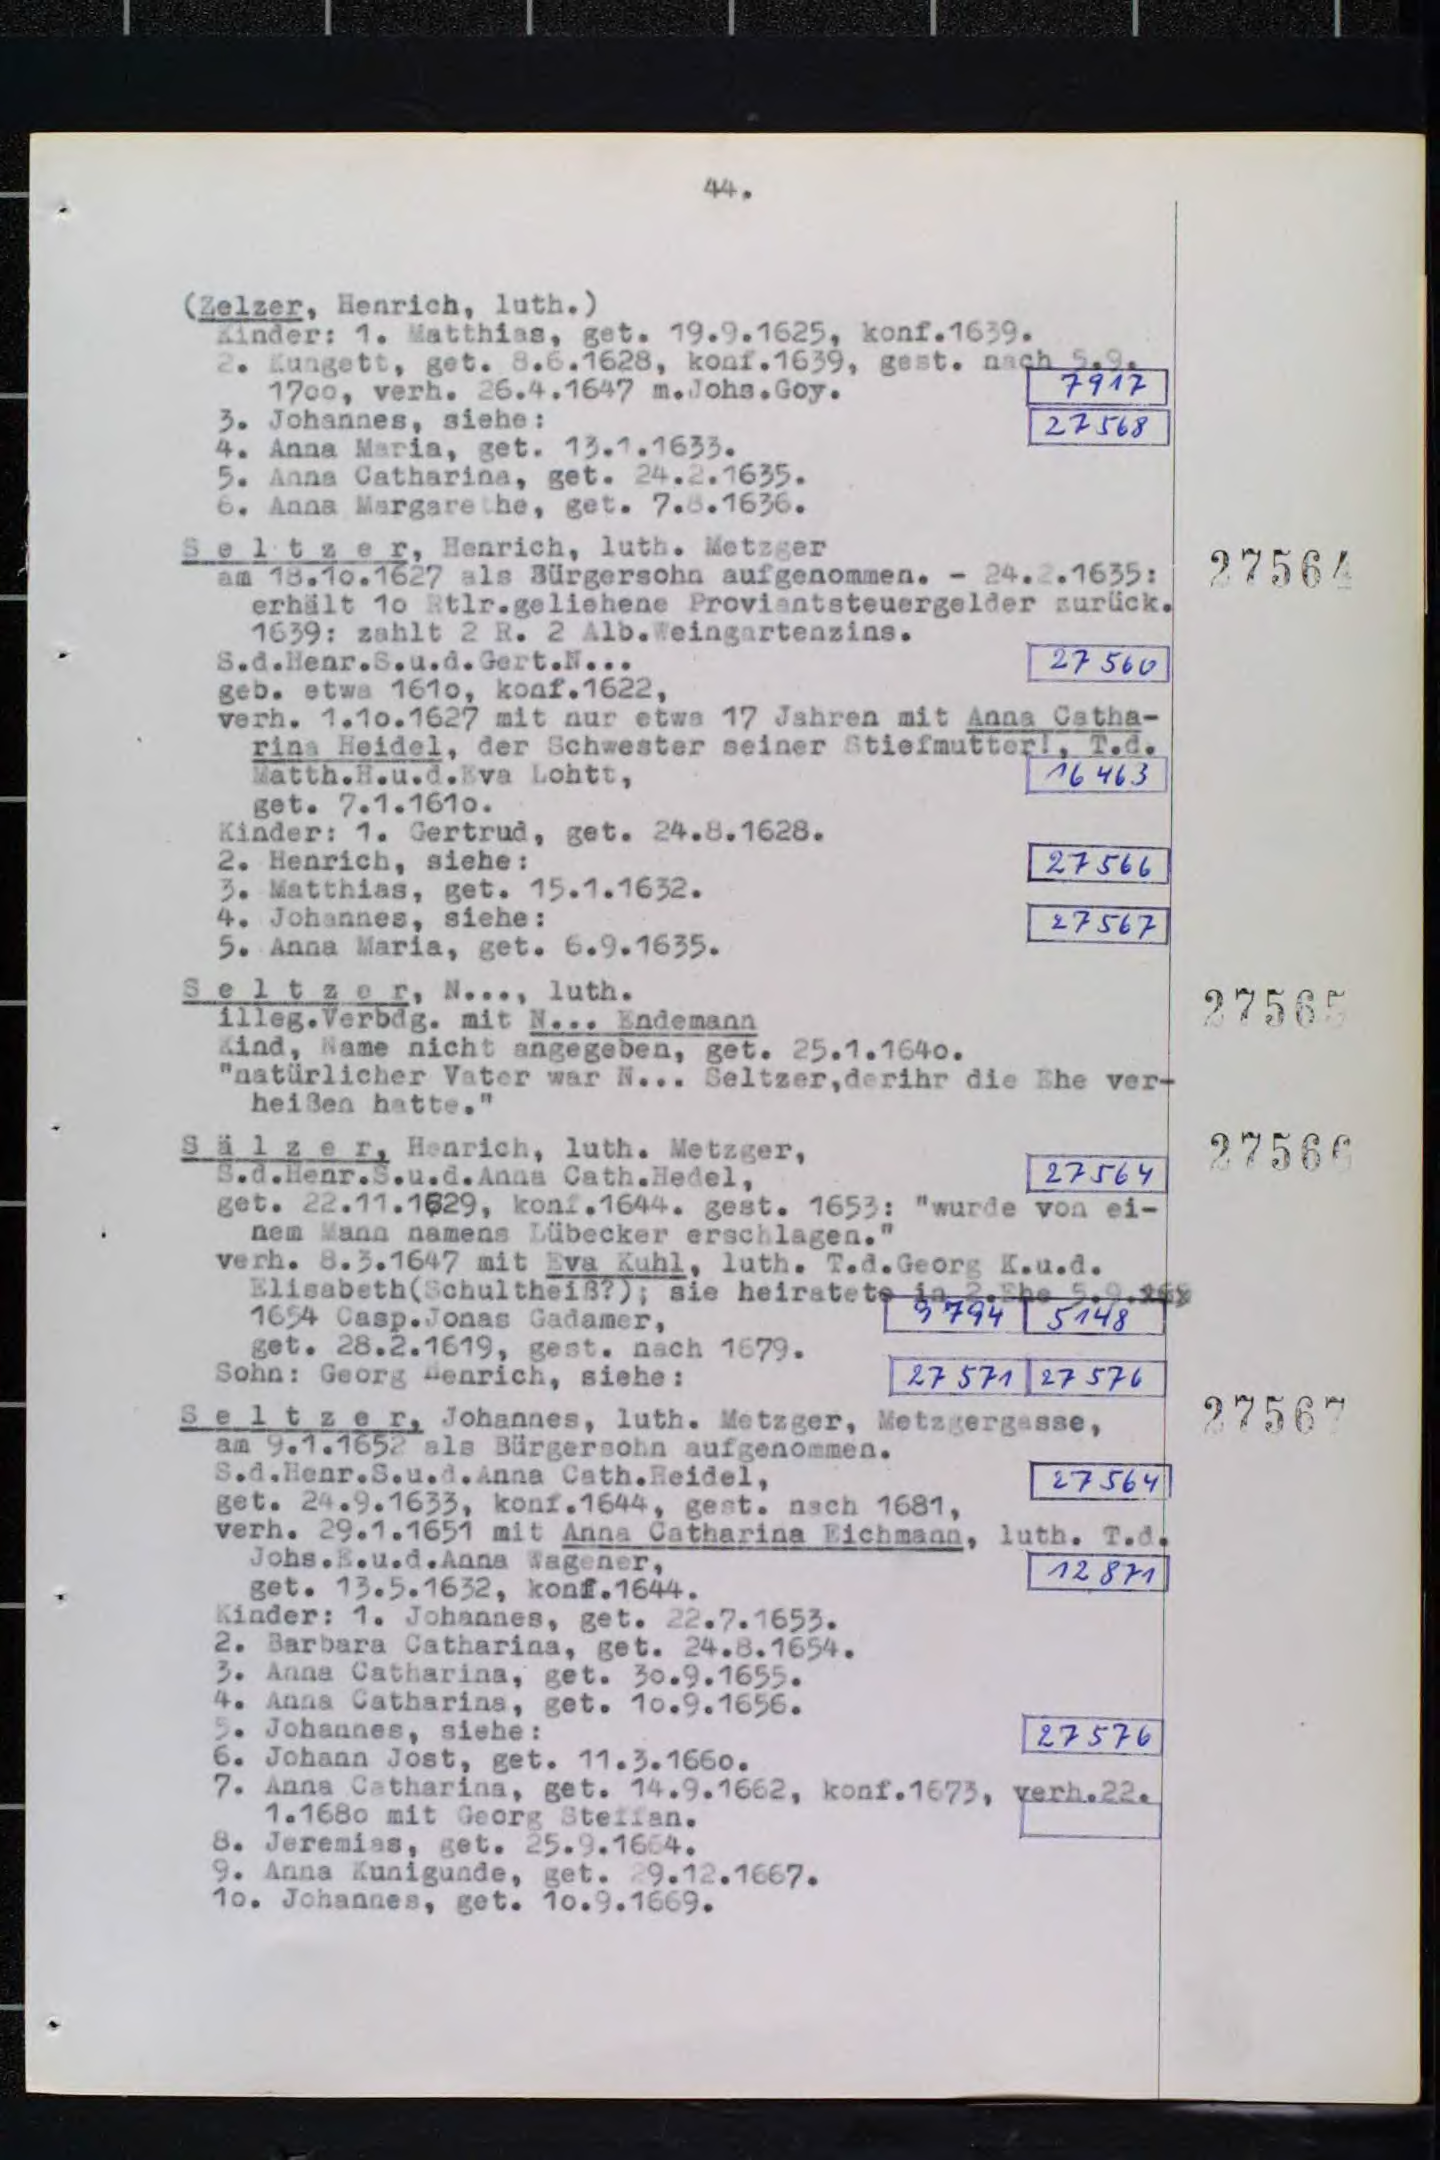 44.
(Zelzer, Henrich, luth.)
Kinder: 1. Matthias, get. 19.9.1625, konf.1639.
2. Kungett, get. 8.6.1628, konf.1639, gest. nach 5.9.
1700, verh. 26.4.1647 m.Johs.Goy. 7917
3. Johannes, siehe: 27568
4. Anna Maria, get. 13.1.1633.
5. Anna Catharina, get. 24.2.1635.
6. Anna Margarethe, get. 7.8.1636.
S e l t z e r, Henrich, luth. Metzger 27564
am 18.10.1627 als Bürgersohn aufgenommen. - 24.2.1635:
erhält 10 Rtlr.geliehene Proviantsteuergelder zurück.
1639: zahlt 2 R. 2 Alb.Weingartenzins.
S.d.Henr.S.u.d.Gert.N... 27560
geb. etwa 1610, konf.1622,
verh. 1.10.1627 mit nur etwa 17 Jahren mit Anna Catha-
rina Heidel, der Schwester seiner Stiefmutter!, T.d.
Matth.H.u.d.Eva Lohtt, 16463
get. 7.1.1610.
Kinder: 1. Gertrud, get. 24.8.1628.
2. Henrich, siehe: 27566
3. Matthias, get. 15.1.1632.
4. Johannes, siehe: 27567
5. Anna Maria, get. 6.9.1635.
S e l t z e r, N..., luth. 27565
illeg.Verbdg. mit N... Endemann
Kind, Name nicht angegeben, get. 25.1.1640.
"natürlicher Vater war N... Seltzer,derihr die Ehe ver-
heißen hatte."
S ä l z e r, Henrich, luth. Metzger, 27566
S.d.Henr.S.u.d.Anna Cath.Hedel, 27564
get. 22.11.1629, konf.1644. gest. 1653: "wurde von ei-
nem Mann namens Lübecker erschlagen."
verh. 8.3.1647 mit Eva Kuhl, luth. T.d.Georg K.u.d.
Elisabeth(Schultheiß?); sie heiratete in 2.Ehe 5.9.
1654 Casp.Jonas Gadamer, 9794 5148
get. 28.2.1619, gest. nach 1679.
Sohn: Georg Henrich, siehe: 27571 27576
S e l t z e r, Johannes, luth. Metzger, Metzgergasse, 27567
am 9.1.1652 als Bürgersohn aufgenommen.
S.d.Henr.S.u.d.Anna Cath.Heidel, 27564
get. 24.9.1633, konf.1644, gest. nach 1681,
verh. 29.1.1651 mit Anna Catharina Eichmann, luth. T.d.
Johs.E.u.d.Anna Wagener, 12871
get. 13.5.1632, konf.1644.
Kinder: 1. Johannes, get. 22.7.1653.
2. Barbara Catharina, get. 24.8.1654.
3. Anna Catharina, get. 30.9.1655.
4. Anna Catharina, get. 10.9.1656.
5. Johannes, siehe: 27576
6. Johann Jost, get. 11.3.1660.
7. Anna Catharina, get. 14.9.1662, konf.1673, verh.22.
1.1680 mit Georg Steffan.
8. Jeremias, get. 25.9.1664.
9. Anna Kunigunde, get. 29.12.1667.
10. Johannes, get. 10.9.1669.